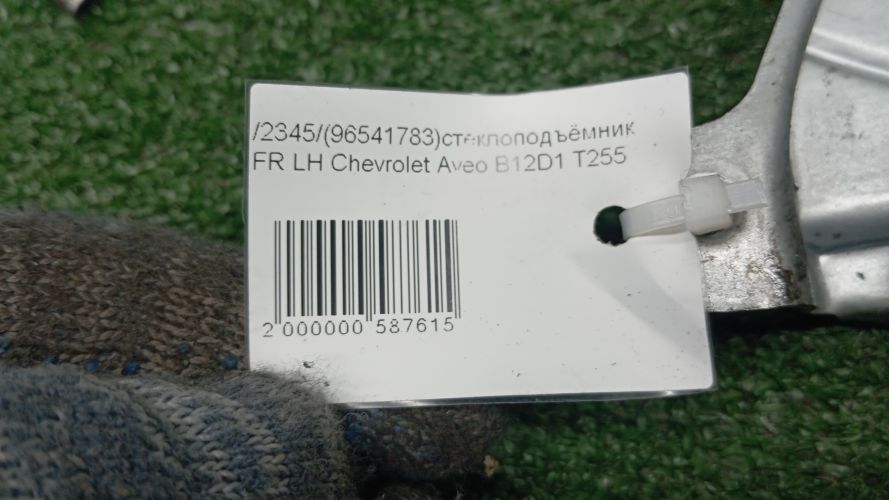 /2345/(96541783)стеклоподъёмник
FR LH Chevrolet Aveo B12D1 T255
2 000000 587615